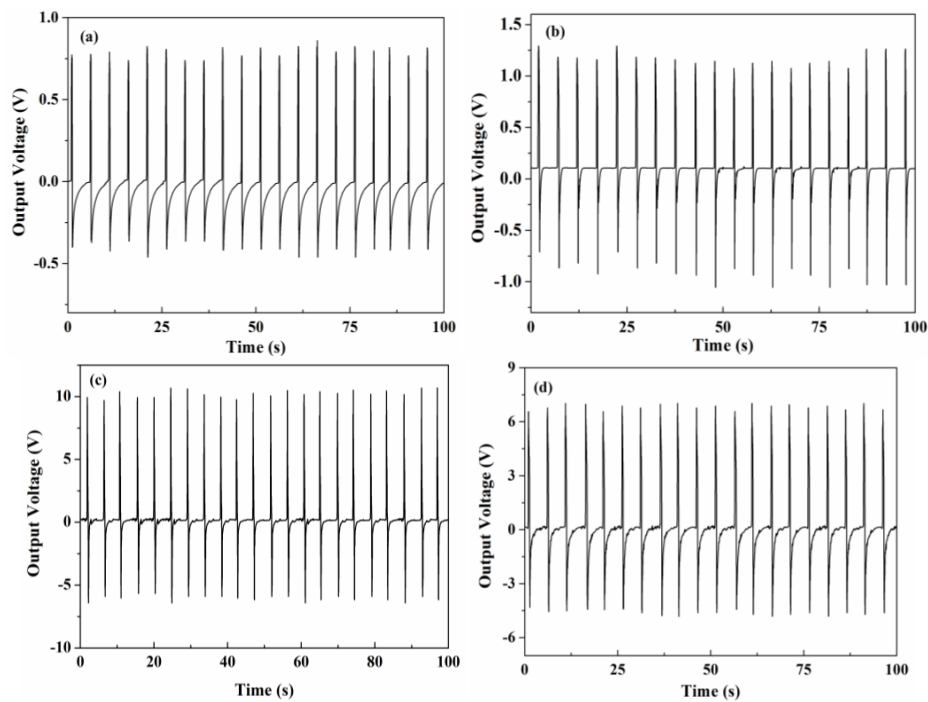 (a)
Output Voltage (V)
1.0
0.5
0.0
-0.5
0 25 50 75 100
Time (s)
(b)
Output Voltage (V)
1.5
1.0
0.5
0.0
-0.5
-1.0
0 25 50 75 100
Time (s)
(c)
Output Voltage (V)
10
5
0
-5
-10
0 20 40 60 80 100
Time (s)
(d)
Output Voltage (V)
9
6
3
0
-3
-6
0 25 50 75 100
Time (s)